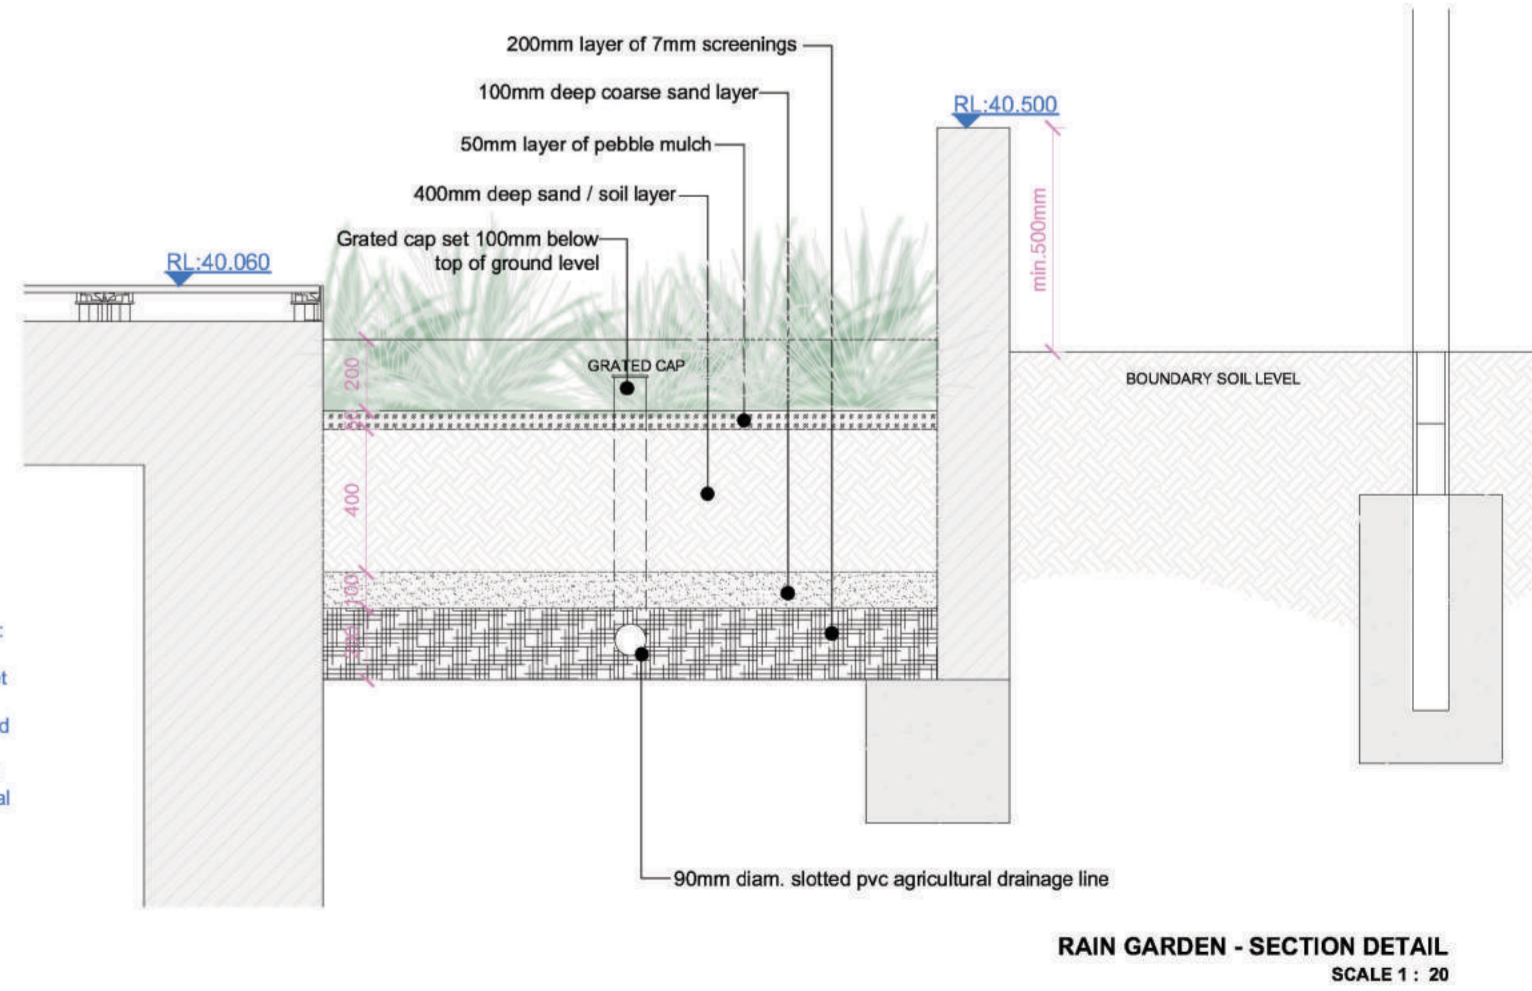 200mm layer of 7mm screenings
100mm deep coarse sand layer
RL:40.500
50mm layer of pebble mulch
400mm deep sand / soil layer
min.500mm
Grated cap set 100mm below
top of ground level
RL:40.060
200
GRATED CAP
BOUNDARY SOIL LEVEL
50
400
100
200
90mm diam. slotted pvc agricultural drainage line
RAIN GARDEN - SECTION DETAIL
SCALE 1 : 20